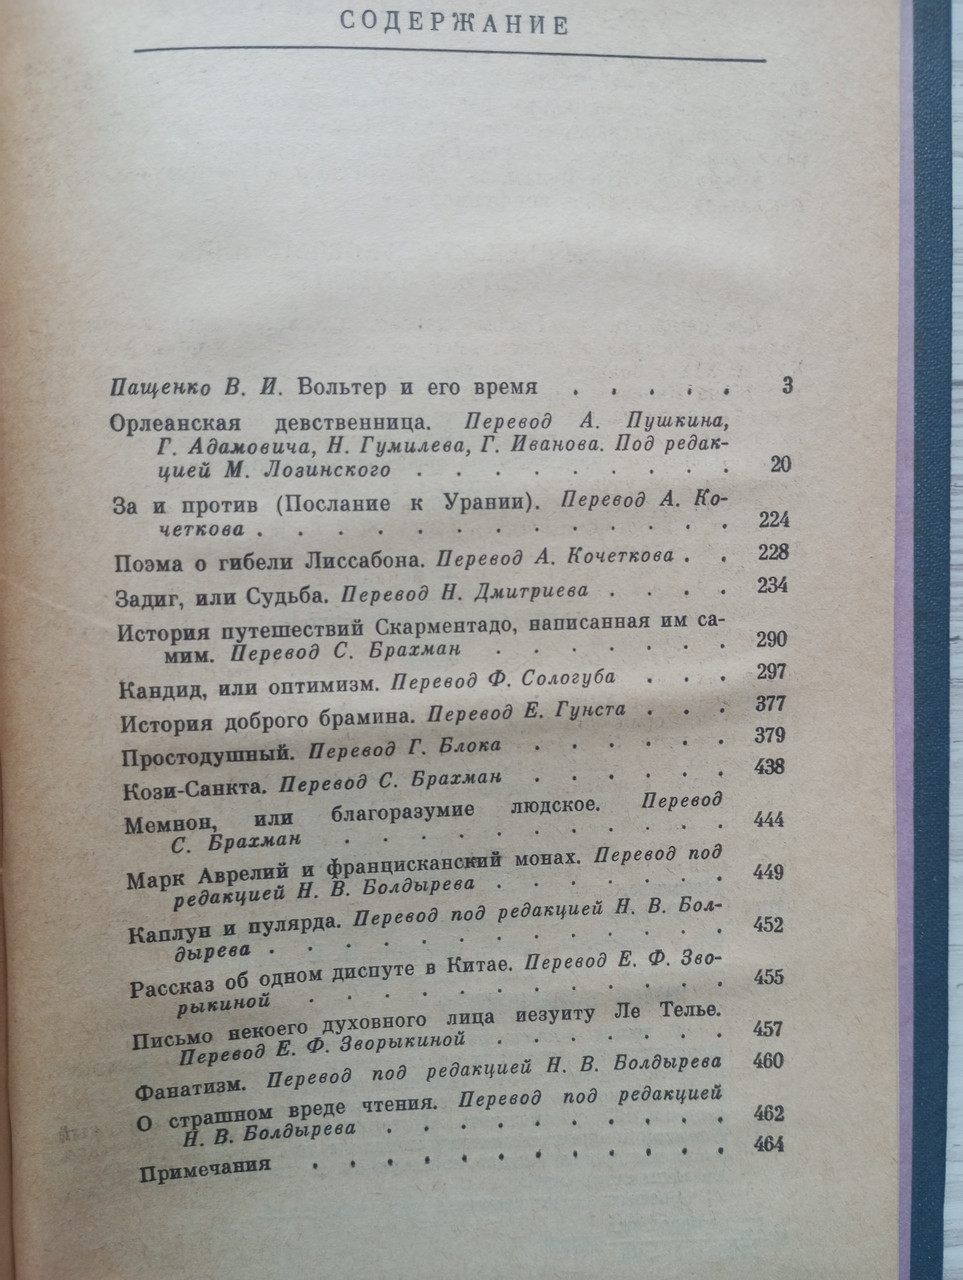 СОДЕРЖАНИЕ
Пащенко В. И. Вольтер и его время . . . . . 3
Орлеанская девственница. Перевод А. Пушкина,
Г. Адамовича, Н. Гумилева, Г. Иванова. Под редак-
цией М. Лозинского . . . . . . . . . 20
За и против (Послание к Урании). Перевод А. Ко-
четкова . . . . . . . . . . . . . 224
Поэма о гибели Лиссабона. Перевод А. Кочеткова . . 228
Задиг, или Судьба. Перевод Н. Дмитриева . . . . 234
История путешествий Скарментадо, написанная им са-
мим. Перевод С. Брахман . . . . . . . 290
Кандид, или оптимизм. Перевод Ф. Сологуба . . . 297
История доброго брамина. Перевод Е. Гунста . . . 377
Простодушный. Перевод Г. Блока . . . . . . 379
Кози-Санкта. Перевод С. Брахман . . . . . . 438
Мемнон, или благоразумие людское. Перевод
С. Брахман . . . . . . . . . . . 444
Марк Аврелий и францисканский монах. Перевод под
редакцией Н. В. Болдырева . . . . . . . 449
Каплун и пулярда. Перевод под редакцией Н. В. Бол-
дырева . . . . . . . . . . . . . 452
Рассказ об одном диспуте в Китае. Перевод Е. Ф. Зво-
рыкиной . . . . . . . . . . . . 455
Письмо некоего духовного лица иезуиту Ле Телье.
Перевод Е. Ф. Зворыкиной . . . . . . . 457
Фанатизм. Перевод под редакцией Н. В. Болдырева 460
О страшном вреде чтения. Перевод под редакцией
Н. В. Болдырева . . . . . . . . . . 462
Примечания . . . . . . . . . . . . 464